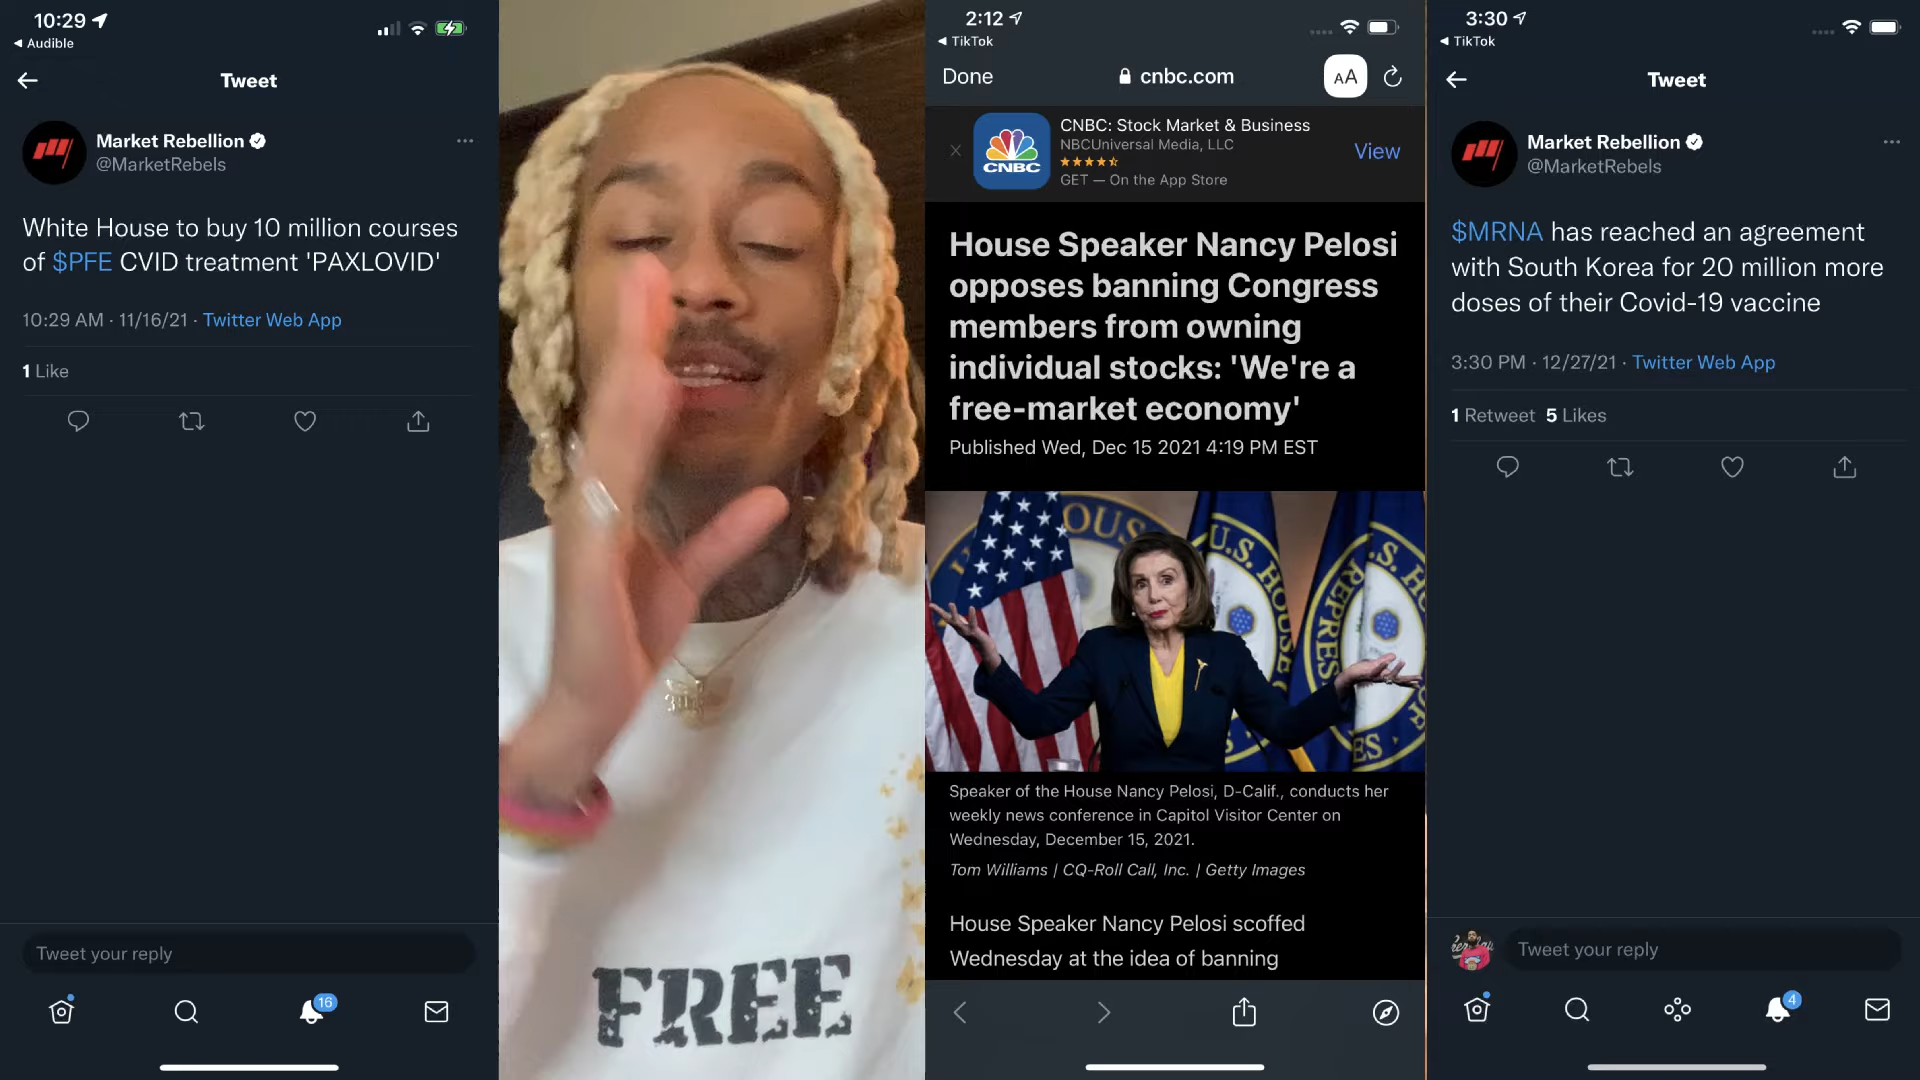 10:29
◀ Audible
Tweet
Market Rebellion
@MarketRebels
White House to buy 10 million courses
of $PFE CVID treatment 'PAXLOVID'
10:29 AM · 11/16/21 · Twitter Web App
1 Like
Tweet your reply
16
FREE
2:12
◀ TikTok
Done
cnbc.com
AA
CNBC
CNBC: Stock Market & Business
NBCUniversal Media, LLC
GET — On the App Store
View
House Speaker Nancy Pelosi
opposes banning Congress
members from owning
individual stocks: 'We're a
free-market economy'
Published Wed, Dec 15 2021 4:19 PM EST
U.S. HOUSE
Speaker of the House Nancy Pelosi, D-Calif., conducts her
weekly news conference in Capitol Visitor Center on
Wednesday, December 15, 2021.
Tom Williams | CQ-Roll Call, Inc. | Getty Images
House Speaker Nancy Pelosi scoffed
Wednesday at the idea of banning
3:30
◀ TikTok
Tweet
Market Rebellion
@MarketRebels
$MRNA has reached an agreement
with South Korea for 20 million more
doses of their Covid-19 vaccine
3:30 PM · 12/27/21 · Twitter Web App
1 Retweet 5 Likes
Tweet your reply
4